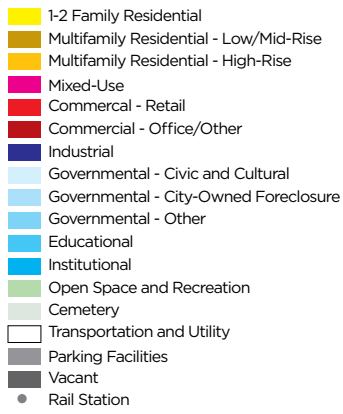 1-2 Family Residential
Multifamily Residential - Low/Mid-Rise
Multifamily Residential - High-Rise
Mixed-Use
Commercal - Retail
Commercial - Office/Other
Industrial
Governmental - Civic and Cultural
Governmental - City-Owned Foreclosure
Governmental - Other
Educational
Institutional
Open Space and Recreation
Cemetery
Transportation and Utility
Parking Facilities
Vacant
Rail Station